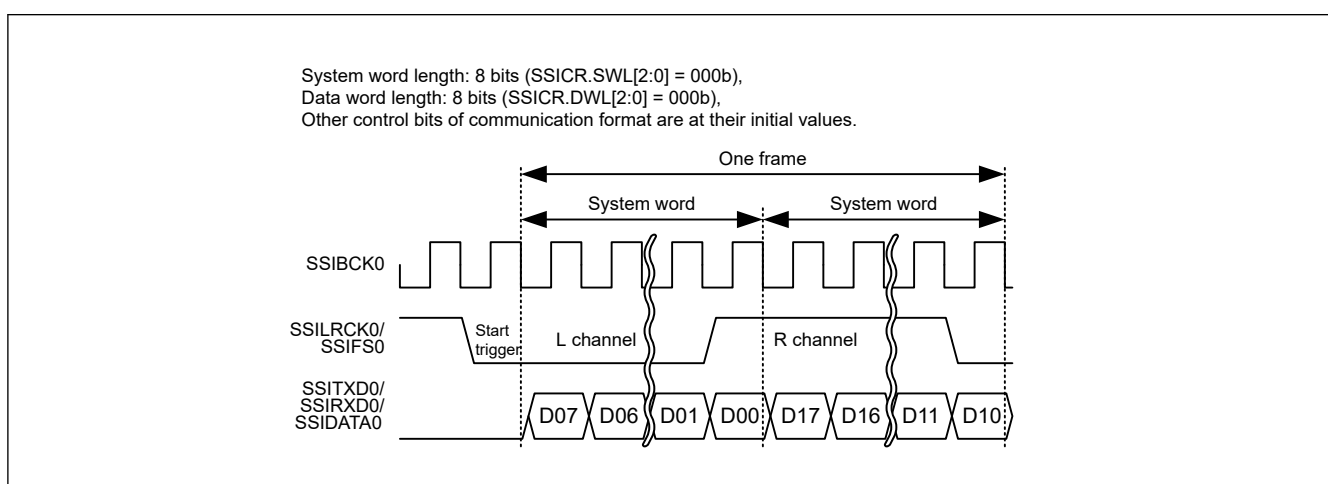 System word length: 8 bits (SSICR.SWL[2:0] = 000b),
Data word length: 8 bits (SSICR.DWL[2:0] = 000b),
Other control bits of communication format are at their initial values.
One frame
System word System word
SSIBCK0
SSILRCK0/
SSIFS0
Start
trigger
L channel
R channel
SSITXD0/
SSIRXD0/
SSIDATA0
D07 D06 D01 D00 D17 D16 D11 D10